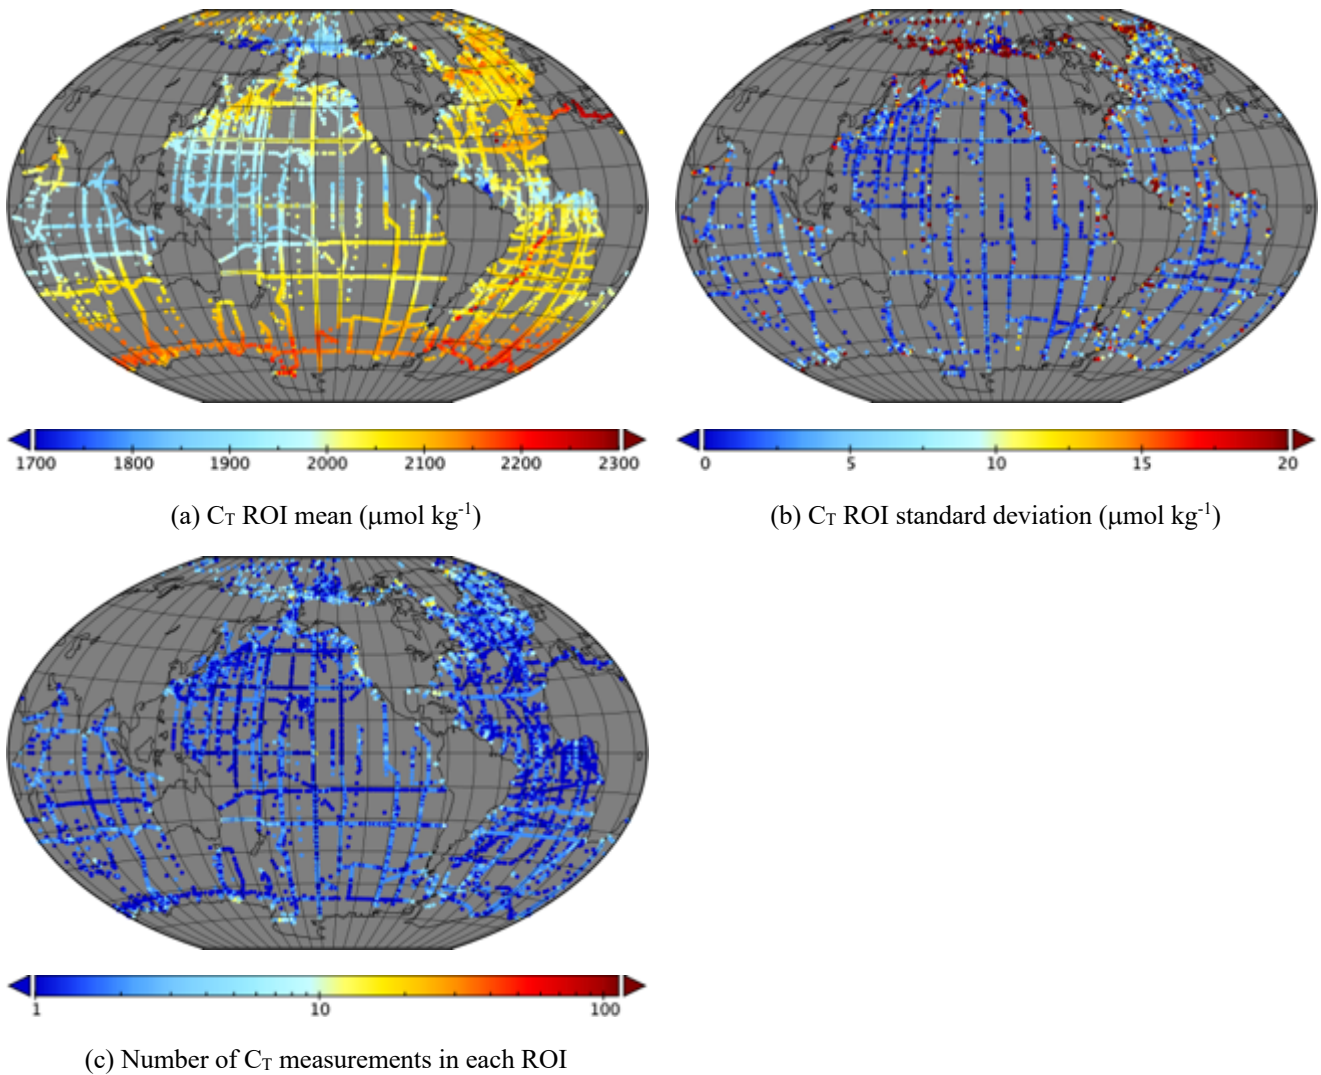 1700 1800 1900 2000 2100 2200 2300
0 5 10 15 20
(a) CT ROI mean (μmol kg-1)
(b) CT ROI standard deviation (μmol kg-1)
1 10 100
(c) Number of CT measurements in each ROI